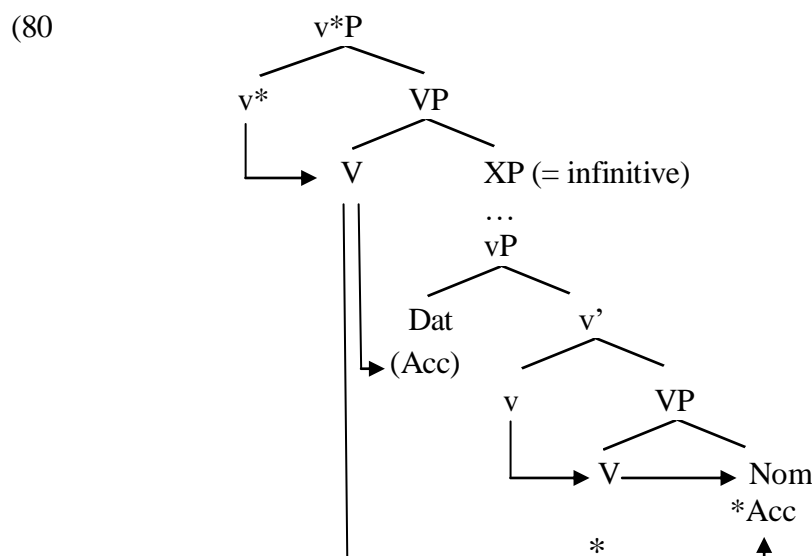 (80 v*P
v* VP
V XP (= infinitive)
…
vP
Dat v’
(Acc)
v VP
V Nom
*Acc
*